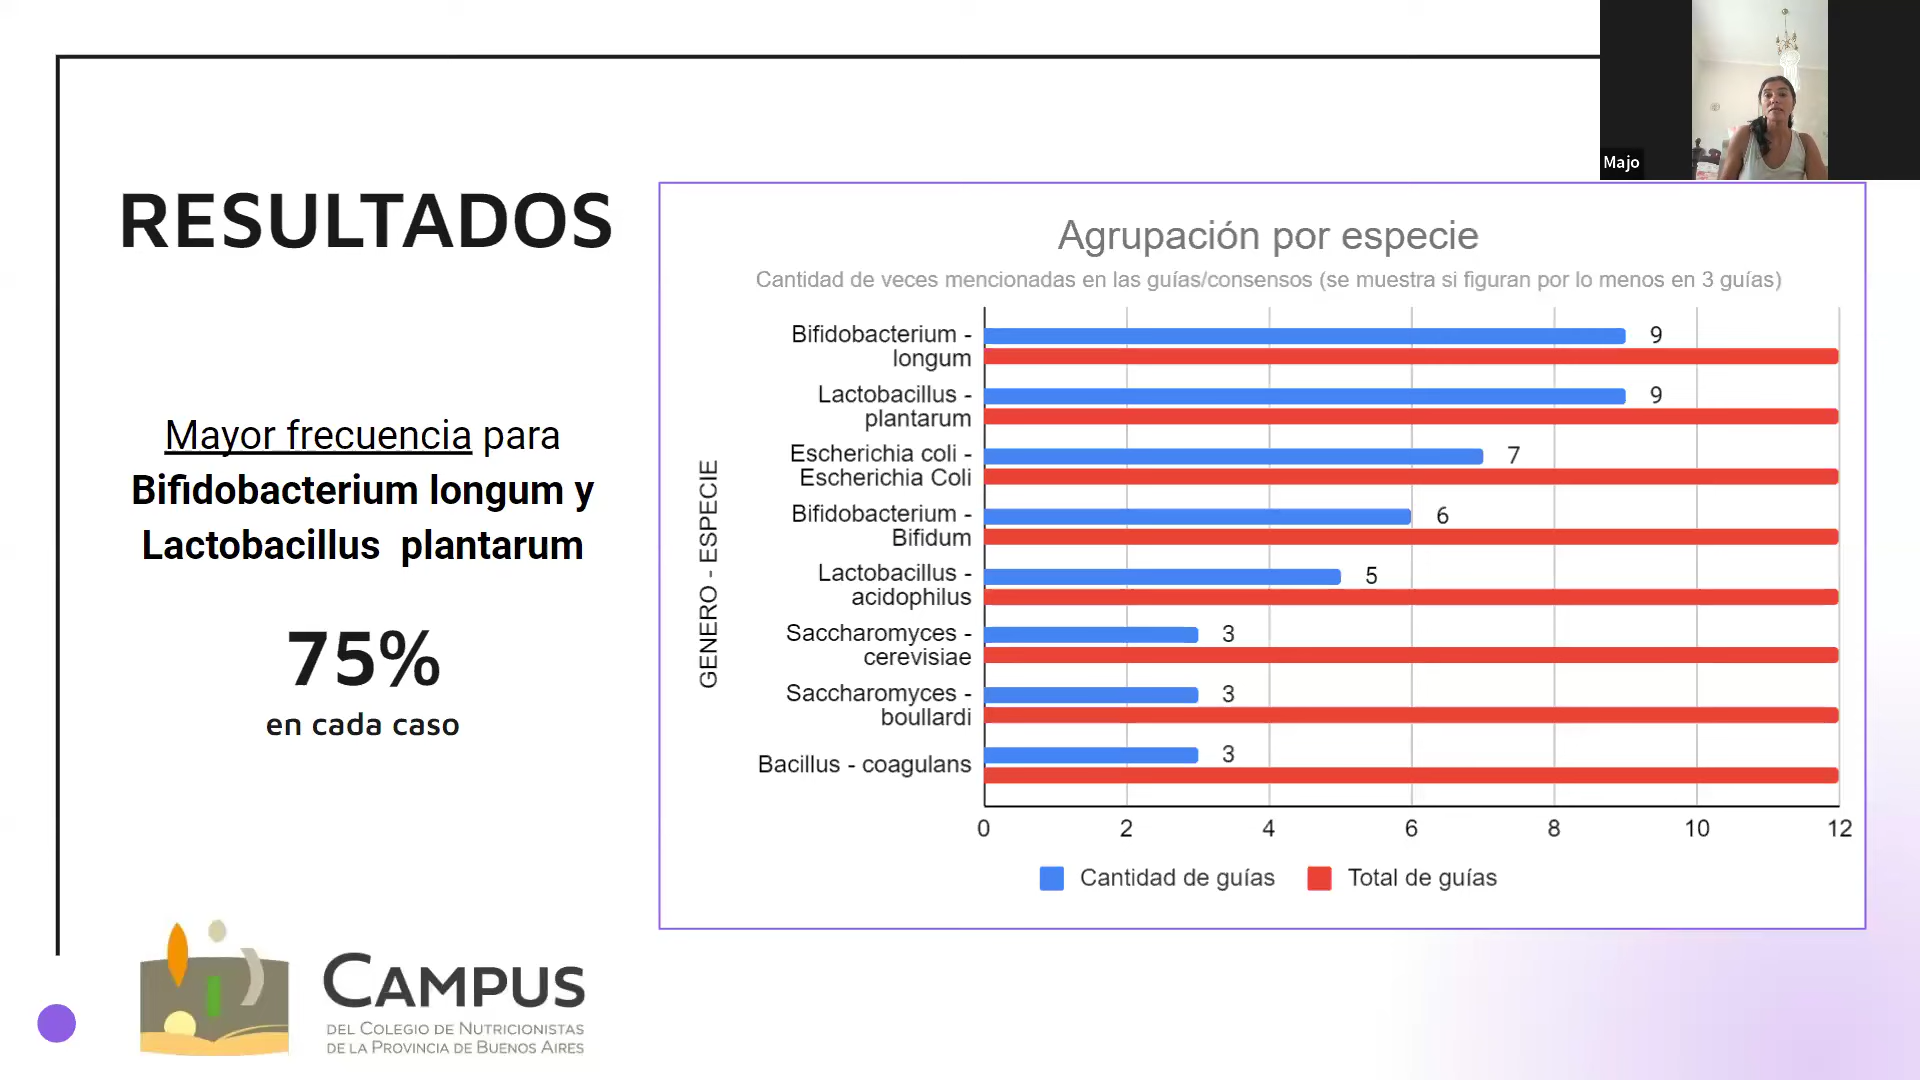 Majo
RESULTADOS
Mayor frecuencia para
Bifidobacterium longum y
Lactobacillus plantarum
75%
en cada caso
Agrupación por especie
Cantidad de veces mencionadas en las guías/consensos (se muestra si figuran por lo menos en 3 guías)
GENERO - ESPECIE
Bifidobacterium -
longum
9
Lactobacillus -
plantarum
9
Escherichia coli -
Escherichia Coli
7
Bifidobacterium -
Bifidum
6
Lactobacillus -
acidophilus
5
Saccharomyces -
cerevisiae
3
Saccharomyces -
boullardi
3
Bacillus - coagulans
3
0 2 4 6 8 10 12
Cantidad de guías Total de guías
CAMPUS
DEL COLEGIO DE NUTRICIONISTAS
DE LA PROVINCIA DE BUENOS AIRES